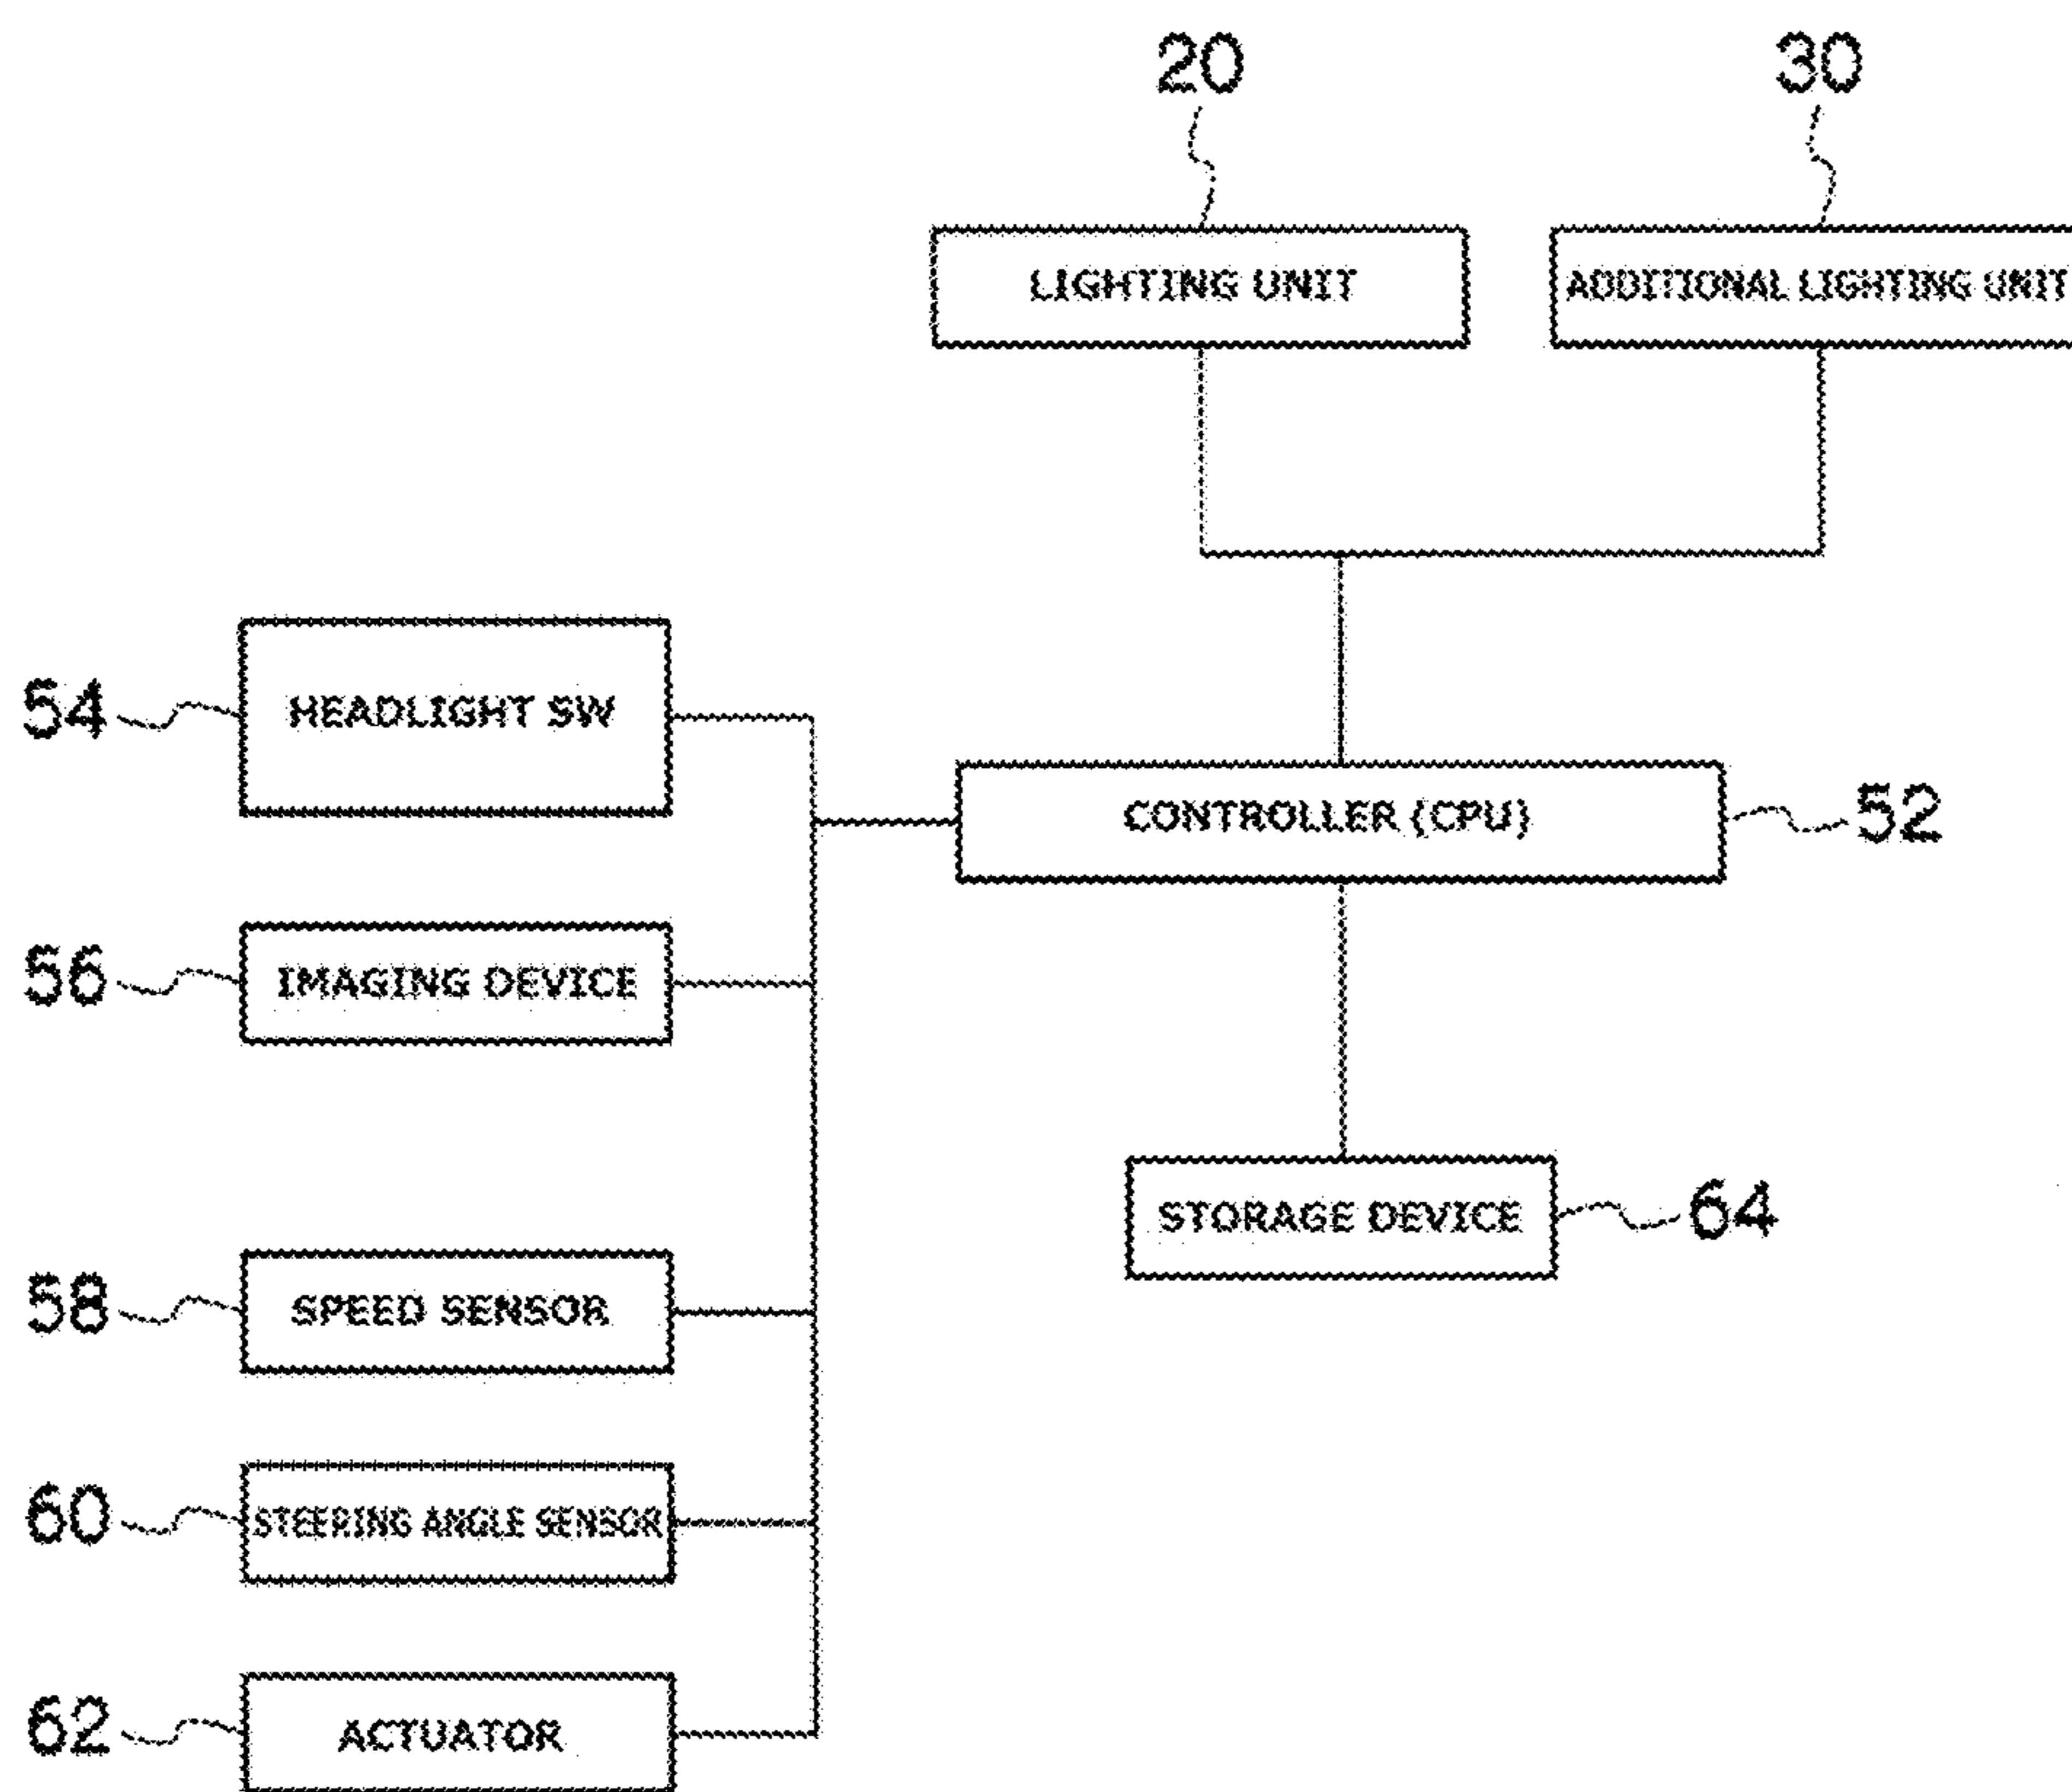 20
30
LIGHTING UNIT
ADDITIONAL LIGHTING UNIT
54
HEADLIGHT SW
CONTROLLER (CPU)
52
56
IMAGING DEVICE
STORAGE DEVICE
64
58
SPEED SENSOR
60
STEERING ANGLE SENSOR
62
ACTUATOR